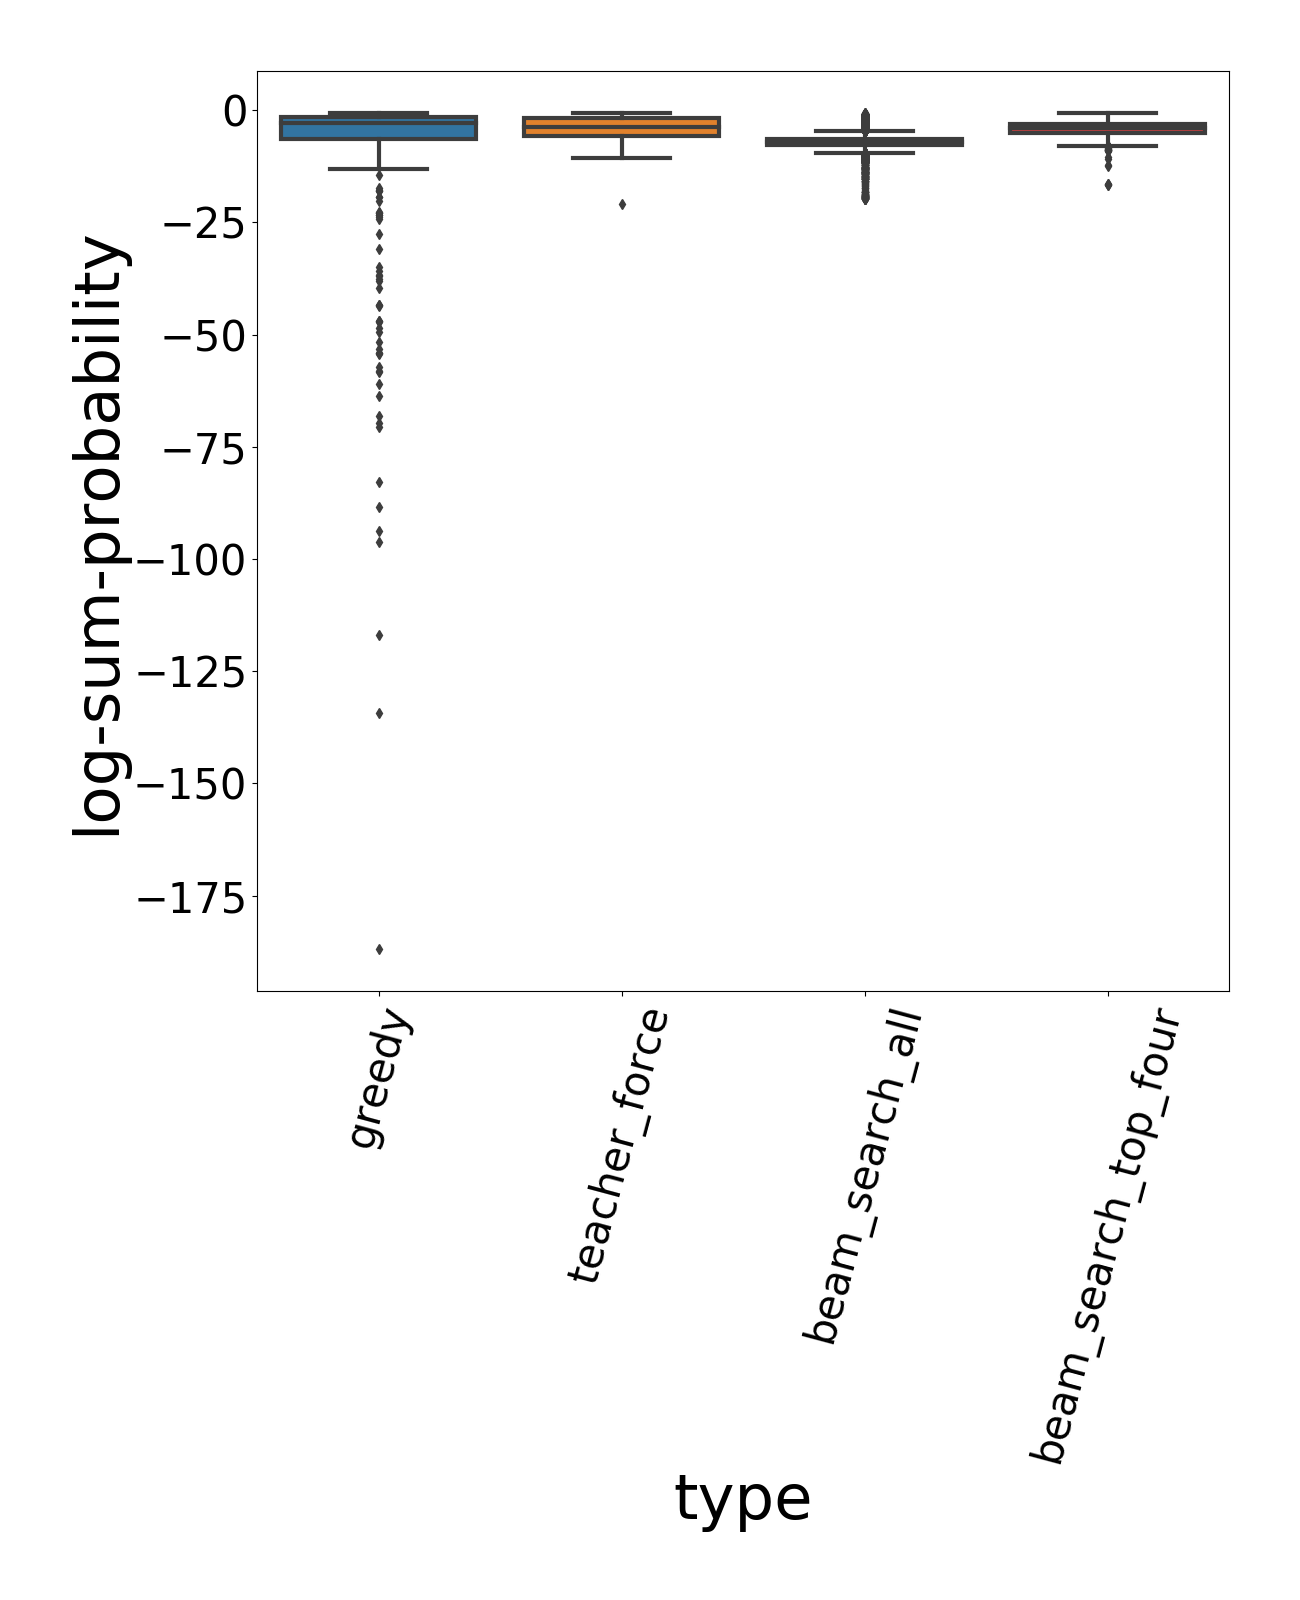 log-sum-probability
0
−25
−50
−75
−100
−125
−150
−175
greedy
teacher_force
beam_search_all
beam_search_top_four
type